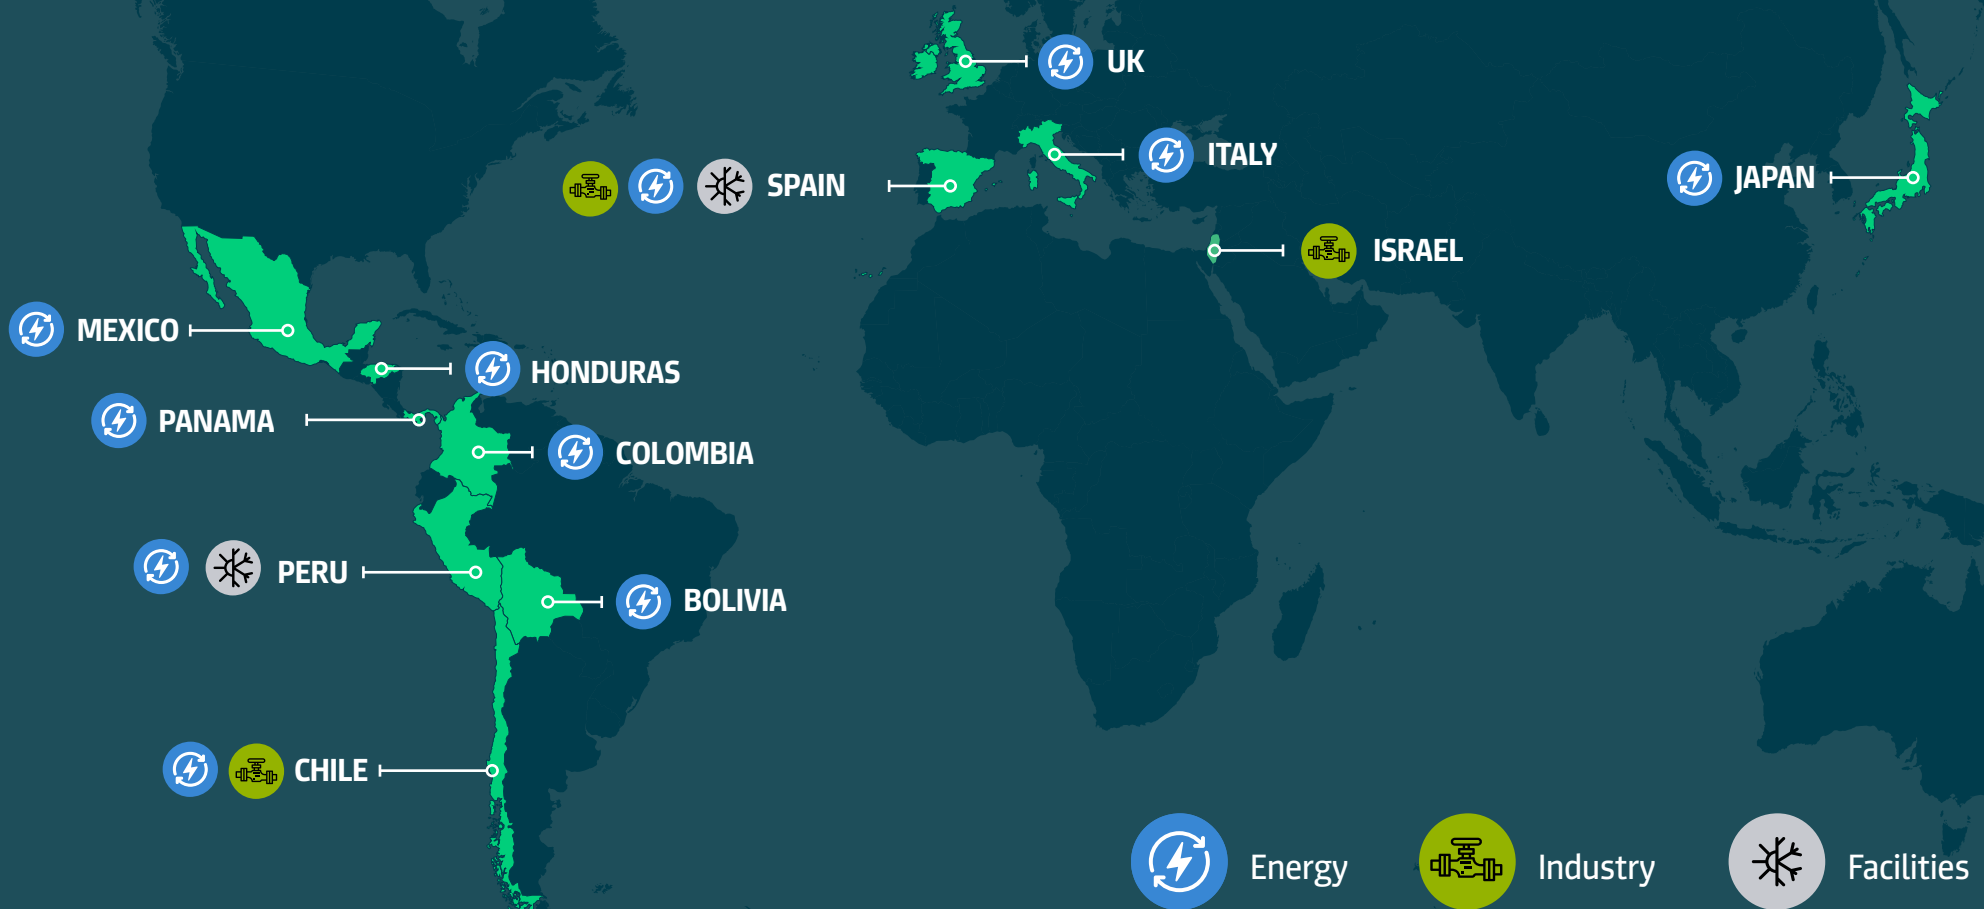 UK
ITALY
SPAIN
JAPAN
ISRAEL
MEXICO
HONDURAS
PANAMA
COLOMBIA
PERU
BOLIVIA
CHILE
Energy
Industry
Facilities